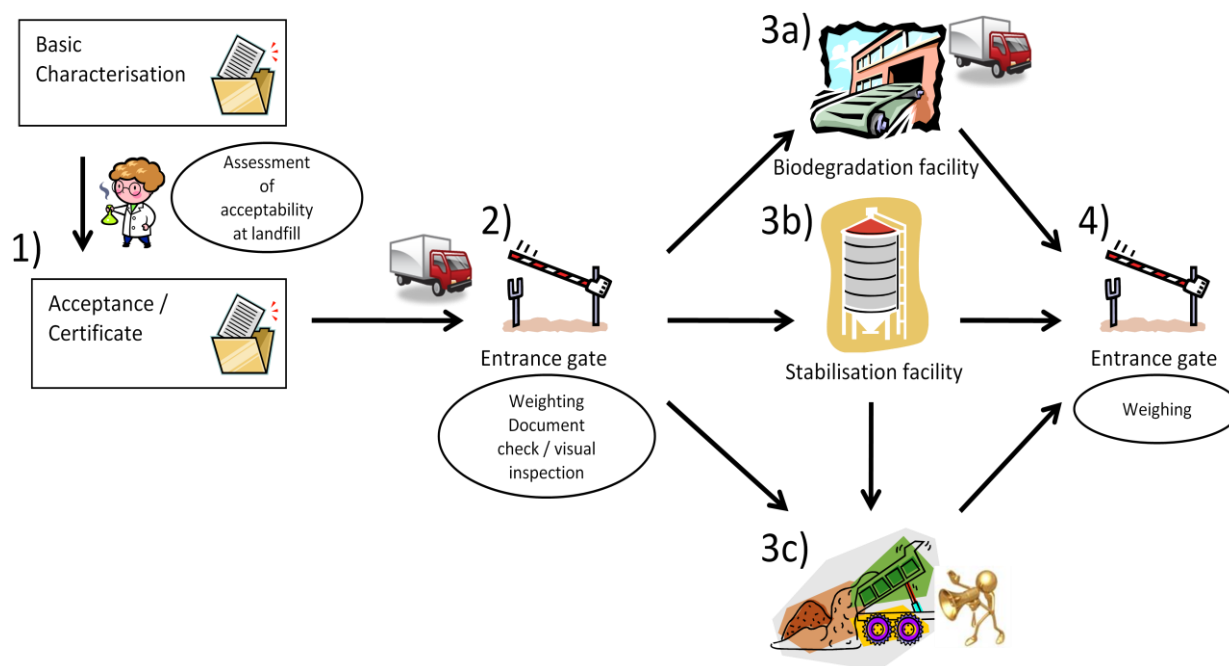 Basic
Characterisation
Assessment
of
acceptability
at landfill
1)
Acceptance /
Certificate
2)
Entrance gate
Weighting
Document
check / visual
inspection
3a)
Biodegradation facility
3b)
Stabilisation facility
3c)
4)
Entrance gate
Weighing